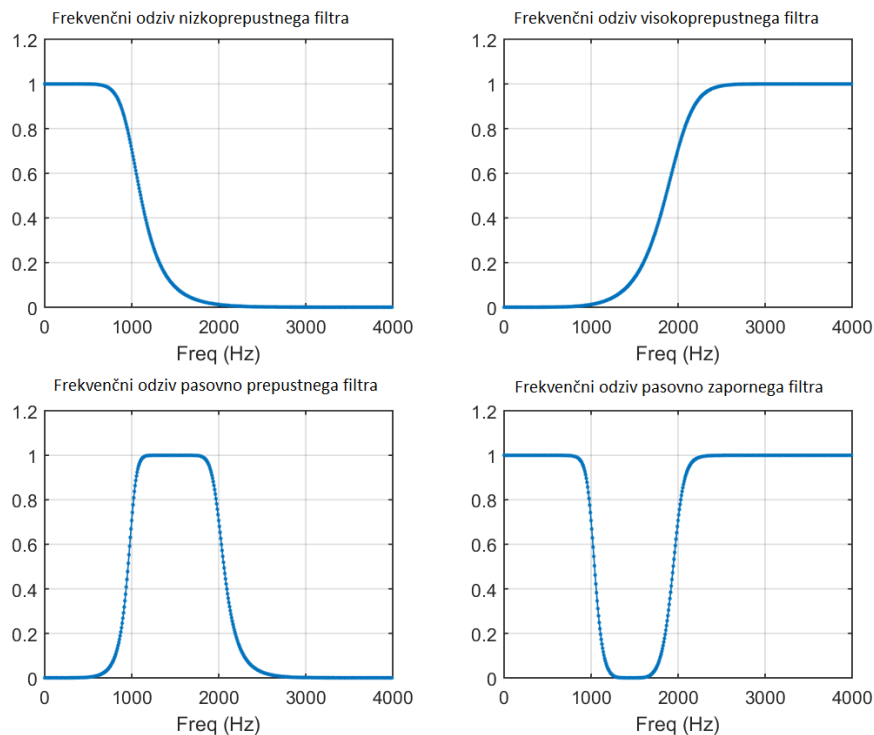 Frekvenčni odziv nizkoprepustnega filtra
1.2
1
0.8
0.6
0.4
0.2
0
0 1000 2000 3000 4000
Freq (Hz)
Frekvenčni odziv visokoprepustnega filtra
1.2
1
0.8
0.6
0.4
0.2
0
0 1000 2000 3000 4000
Freq (Hz)
Frekvenčni odziv pasovno prepustnega filtra
1.2
1
0.8
0.6
0.4
0.2
0
0 1000 2000 3000 4000
Freq (Hz)
Frekvenčni odziv pasovno zapornega filtra
1.2
1
0.8
0.6
0.4
0.2
0
0 1000 2000 3000 4000
Freq (Hz)